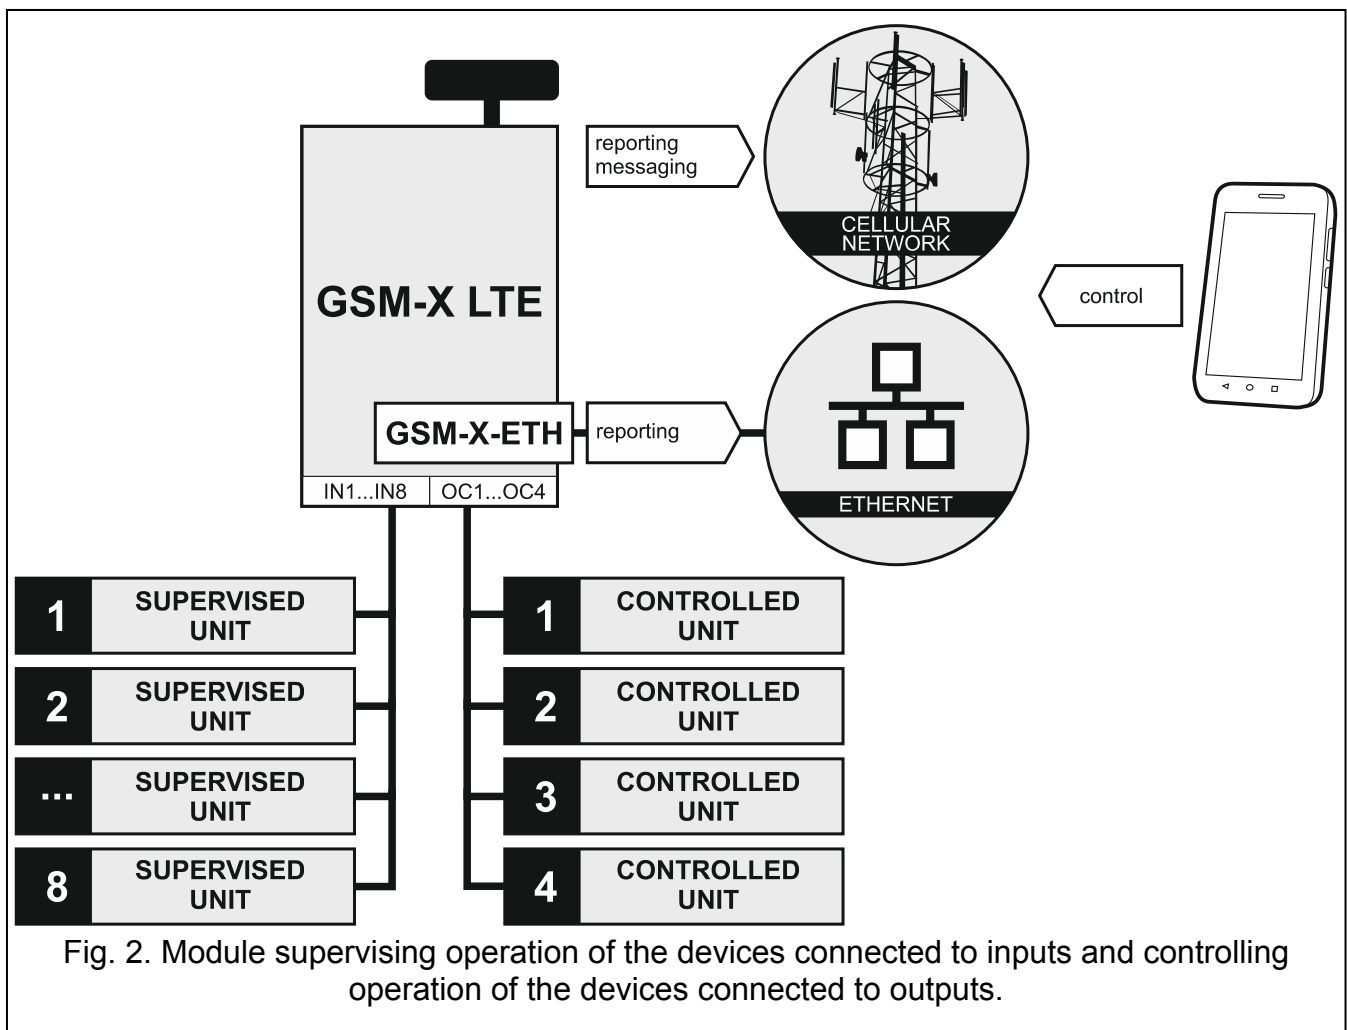 reporting
messaging
CELLULAR
NETWORK
GSM-X LTE
control
GSM-X-ETH
reporting
IN1...IN8
OC1...OC4
ETHERNET
1
SUPERVISED
UNIT
2
SUPERVISED
UNIT
...
SUPERVISED
UNIT
8
SUPERVISED
UNIT
1
CONTROLLED
UNIT
2
CONTROLLED
UNIT
3
CONTROLLED
UNIT
4
CONTROLLED
UNIT
Fig. 2. Module supervising operation of the devices connected to inputs and controlling
operation of the devices connected to outputs.